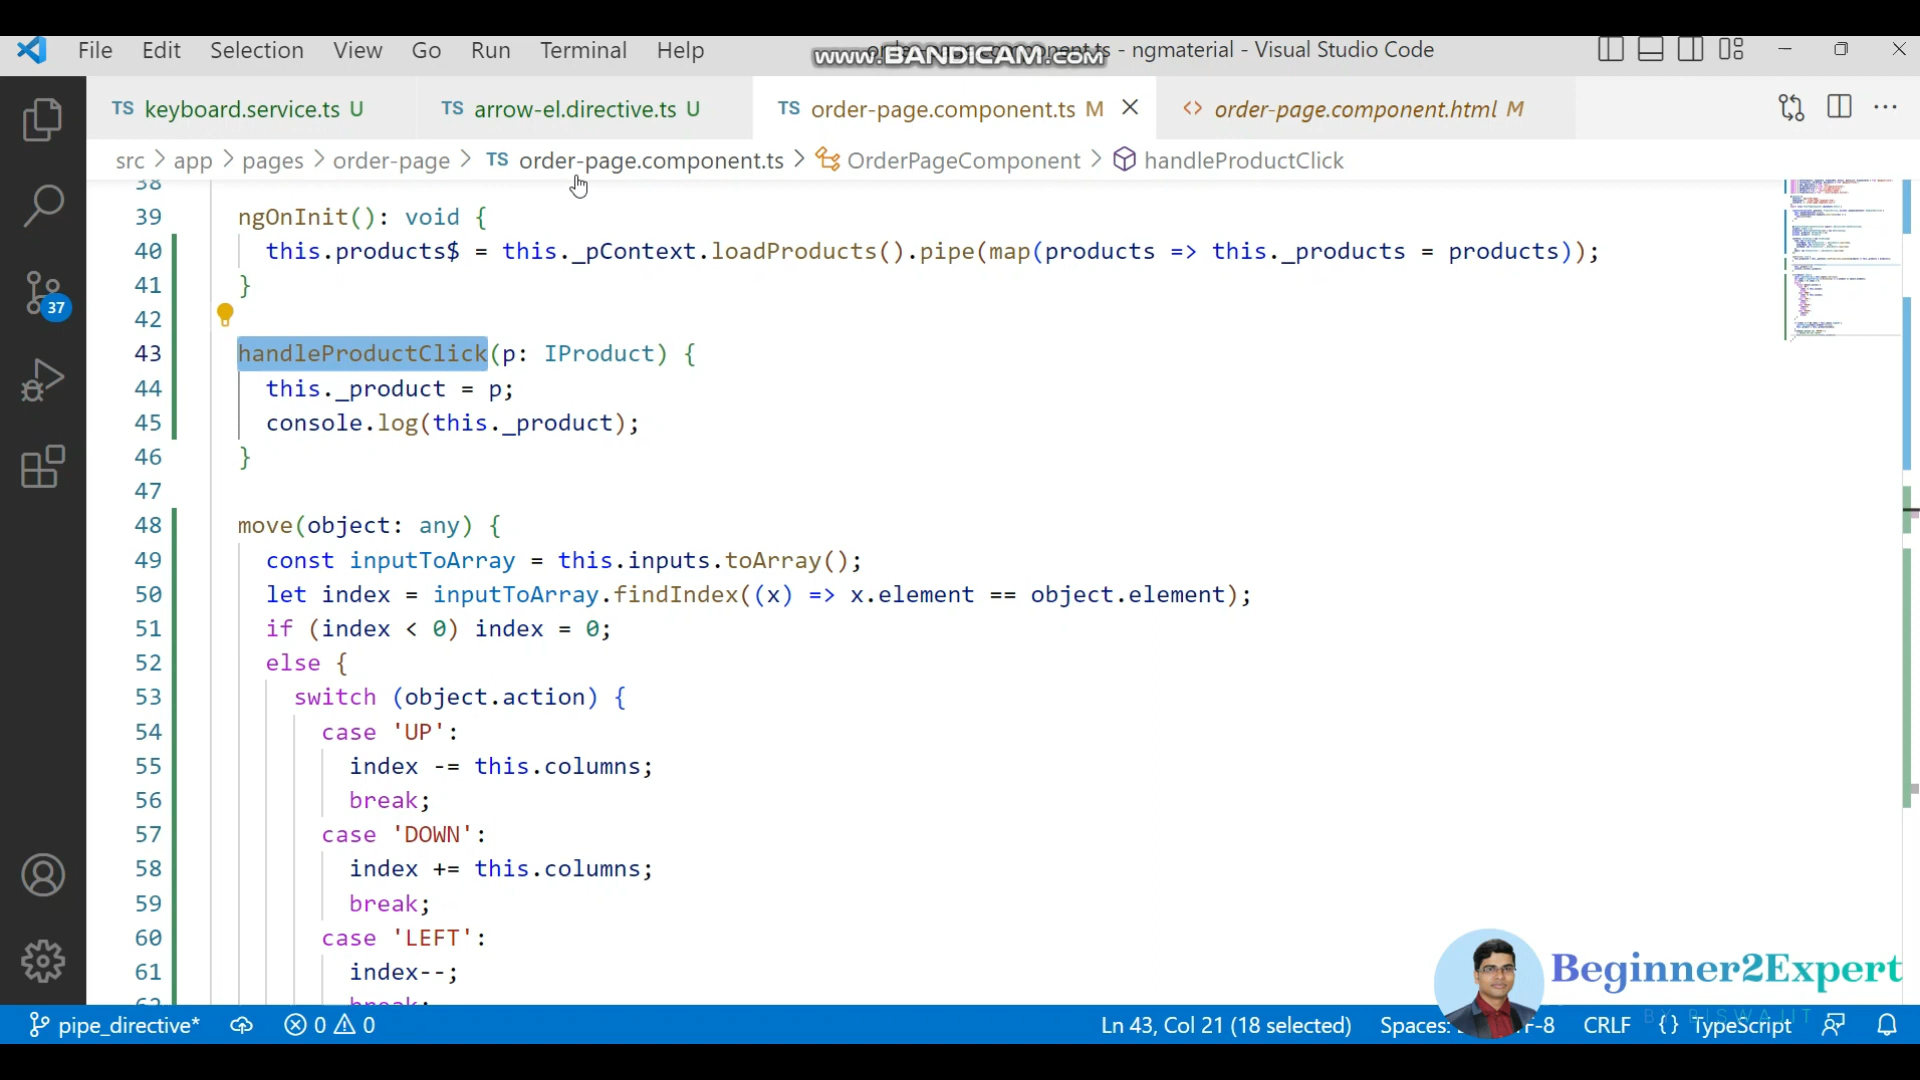 File Edit Selection View Go Run Terminal Help
www.BANDICAM.com
- ngmaterial - Visual Studio Code
TS keyboard.service.ts U
TS arrow-el.directive.ts U
TS order-page.component.ts M
<> order-page.component.html M
src > app > pages > order-page > TS order-page.component.ts > OrderPageComponent > handleProductClick
38
39 ngOnInit(): void {
40 this.products$ = this._pContext.loadProducts().pipe(map(products => this._products = products));
41 }
42
43 handleProductClick(p: IProduct) {
44 this._product = p;
45 console.log(this._product);
46 }
47
48 move(object: any) {
49 const inputToArray = this.inputs.toArray();
50 let index = inputToArray.findIndex((x) => x.element == object.element);
51 if (index < 0) index = 0;
52 else {
53 switch (object.action) {
54 case 'UP':
55 index -= this.columns;
56 break;
57 case 'DOWN':
58 index += this.columns;
59 break;
60 case 'LEFT':
61 index--;
62 break;
37
Beginner2Expert
BY BISWAJIT
pipe_directive* 0 0 Ln 43, Col 21 (18 selected) Spaces: F-8 CRLF {} TypeScript